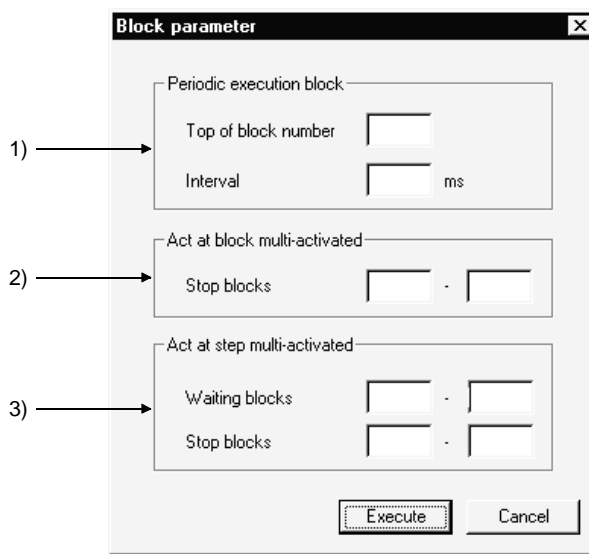 Block parameter
Periodic execution block
Top of block number
1)
Interval ms
Act at block multi-activated
2)
Stop blocks -
Act at step multi-activated
Waiting blocks -
3)
Stop blocks -
Execute Cancel